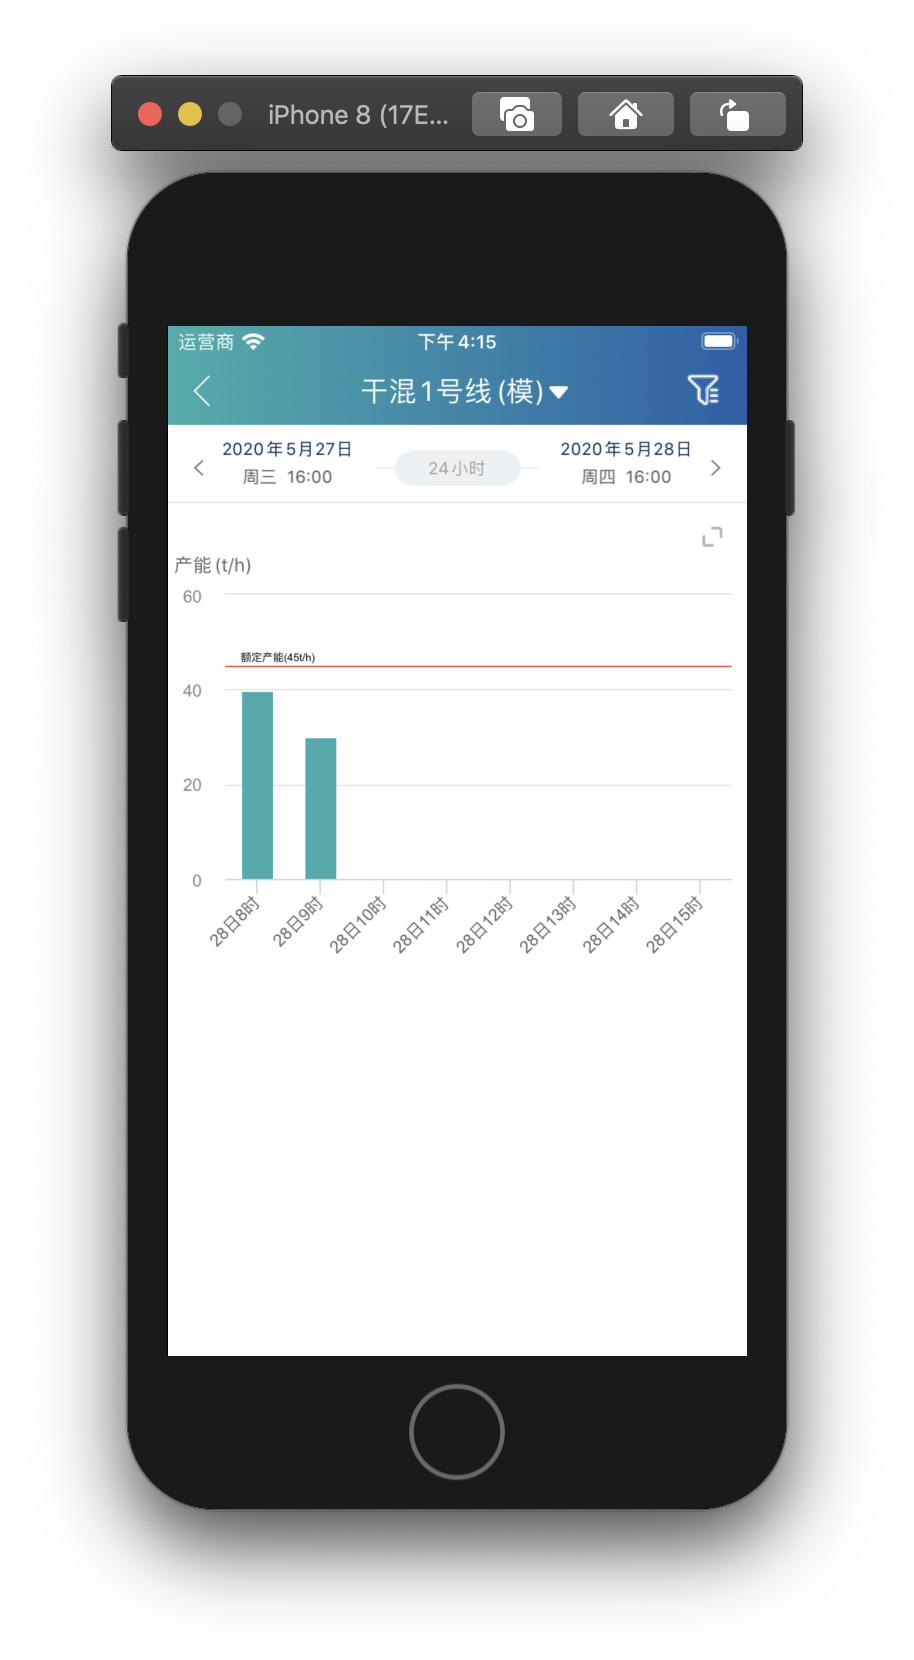 iPhone 8 (17E...
运营商 下午4:15
干混1号线(模)
2020年5月27日 2020年5月28日
周三 16:00 24小时 周四 16:00
产能(t/h)
60
额定产能(45t/h)
40
20
0
28日8时 28日9时 28日10时 28日11时 28日12时 28日13时 28日14时 28日15时